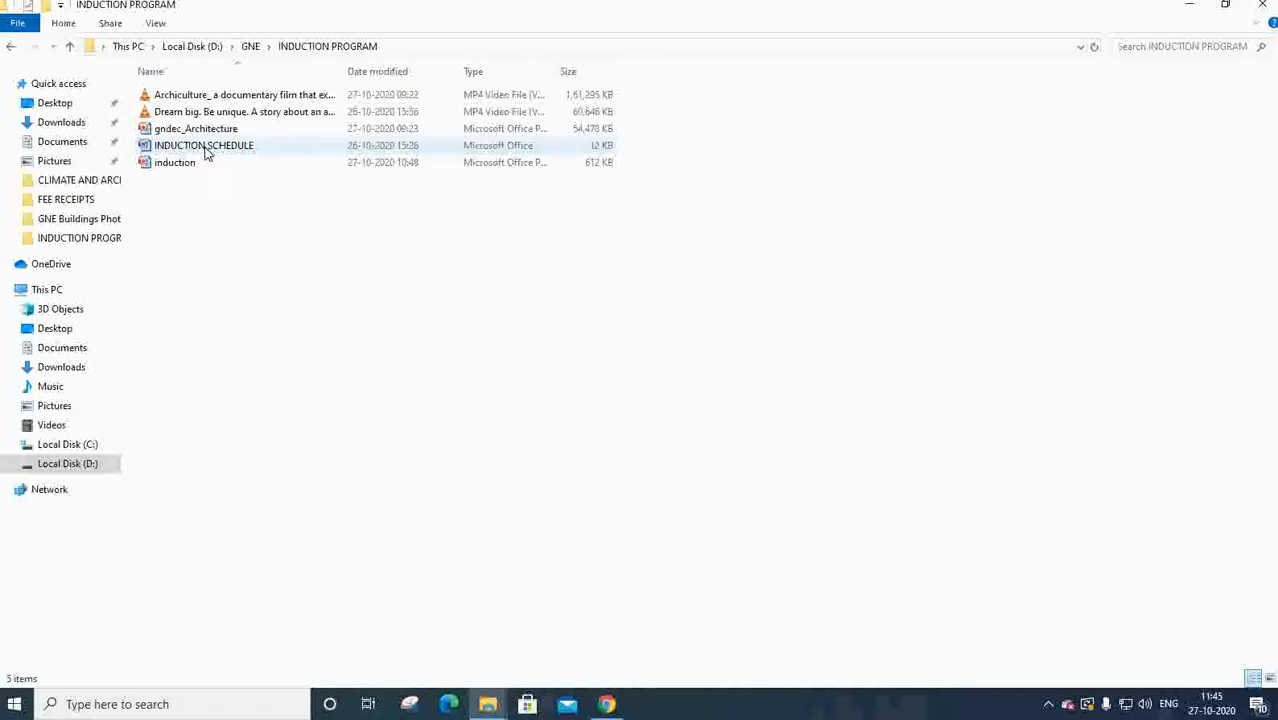 INDUCTION PROGRAM
File Home Share View
This PC Local Disk (D:) GNE INDUCTION PROGRAM Search INDUCTION PROGRAM
Name Date modified Type Size
Quick access
Archiculture_ a documentary film that ex... 27-10-2020 09:22 MP4 Video File (V... 1,61,295 KB
Desktop
Dream big. Be unique. A story about an a... 26-10-2020 15:56 MP4 Video File (V... 60,646 KB
Downloads
gndec_Architecture 27-10-2020 09:23 Microsoft Office P... 54,478 KB
Documents
INDUCTION SCHEDULE 26-10-2020 15:26 Microsoft Office 12 KB
Pictures
induction 27-10-2020 10:48 Microsoft Office P... 612 KB
CLIMATE AND ARCI
FEE RECEIPTS
GNE Buildings Phot
INDUCTION PROGR
OneDrive
This PC
3D Objects
Desktop
Documents
Downloads
Music
Pictures
Videos
Local Disk (C:)
Local Disk (D:)
Network
5 items
Type here to search
ENG
11:45
27-10-2020